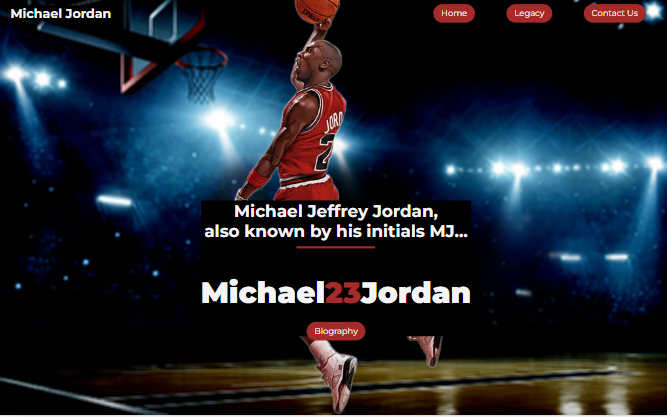 Michael Jordan
Home
Legacy
Contact Us
JORD
2
Michael Jeffrey Jordan,
also known by his initials MJ...
Michael23Jordan
Biography